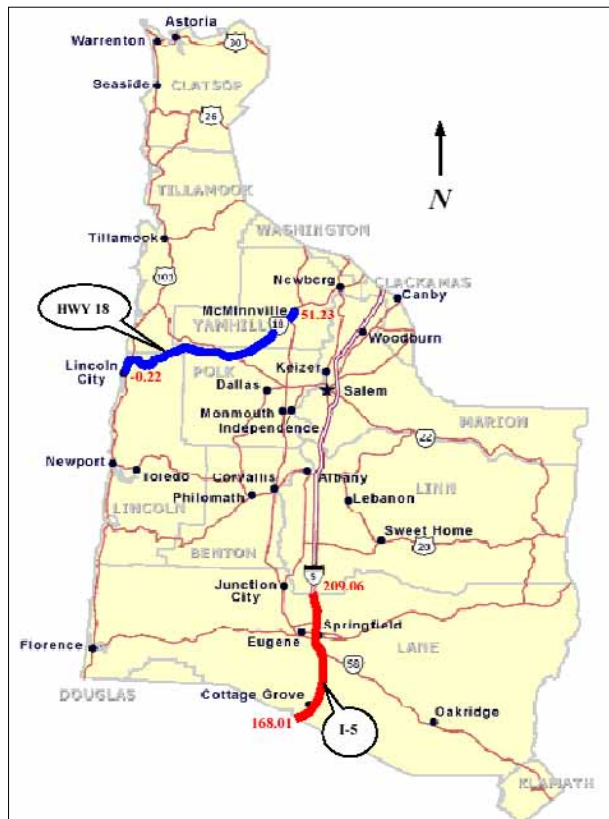 Astoria
Warrenton
30
Seaside
CLATSOP
26
TILLAMOOK
WASHINGTON
N
Tillamook
101
Newberg
CLACKAMAS
Canby
HWY 18
McMinnville
51.23
YAMHILL
18
Woodburn
Lincoln
City
-0.22
POLK
Keizer
Dallas
Salem
Monmouth
Independence
MARION
22
Newport
Toledo
Corvallis
Albany
LINN
Philomath
Lebanon
LINCOLN
Sweet Home
20
BENTON
5
Junction
City
209.06
Springfield
Eugene
LANE
Florence
58
DOUGLAS
Cottage Grove
168.01
I-5
Oakridge
KLAMATH